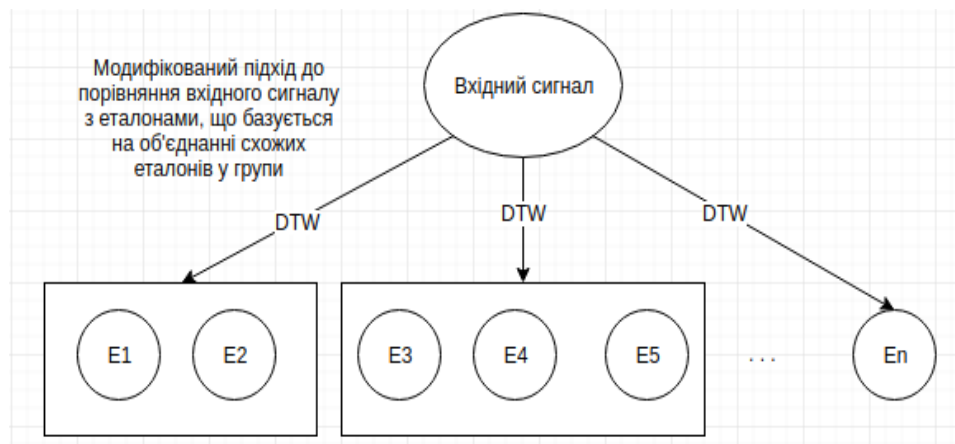 Модифікований підхід до
порівняння вхідного сигналу
з еталонами, що базується
на об'єднанні схожих
еталонів у групи
Вхідний сигнал
DTW
DTW
DTW
E1
E2
E3
E4
E5
. . .
En